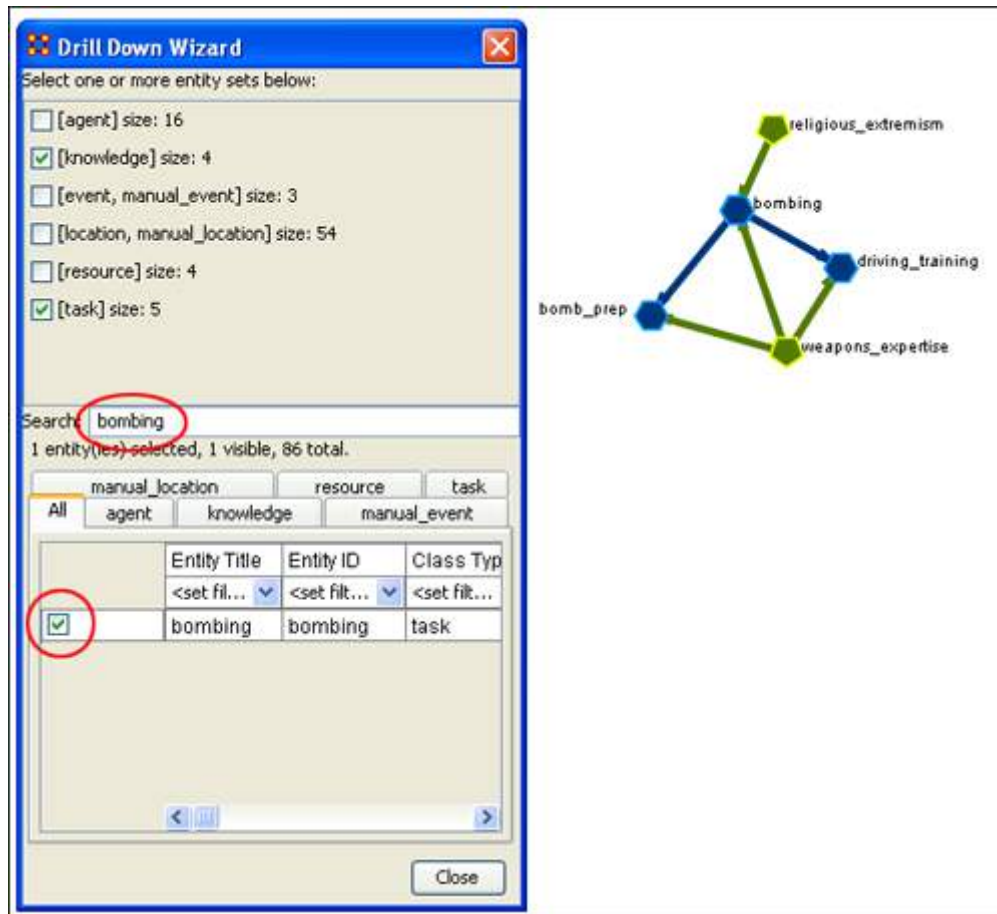 Drill Down Wizard
Select one or more entity sets below:
[agent] size: 16
[knowledge] size: 4
[event, manual_event] size: 3
[location, manual_location] size: 54
[resource] size: 4
[task] size: 5
Search: bombing
1 entity(ies) selected, 1 visible, 86 total.
manual_location resource task
All agent knowledge manual_event
Entity Title Entity ID Class Typ
<set fil... <set filt... <set filt...
bombing bombing task
Close
religious_extremism
bombing
driving_training
bomb_prep
weapons_expertise